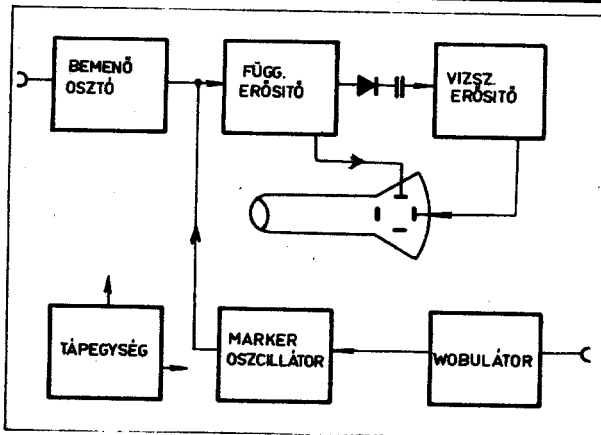 BEMENŐ
OSZTÓ
FÜGG.
ERŐSITŐ
VIZSZ.
ERŐSITŐ
TÁPEGYSÉG
MARKER
OSZCILLÁTOR
WOBULÁTOR